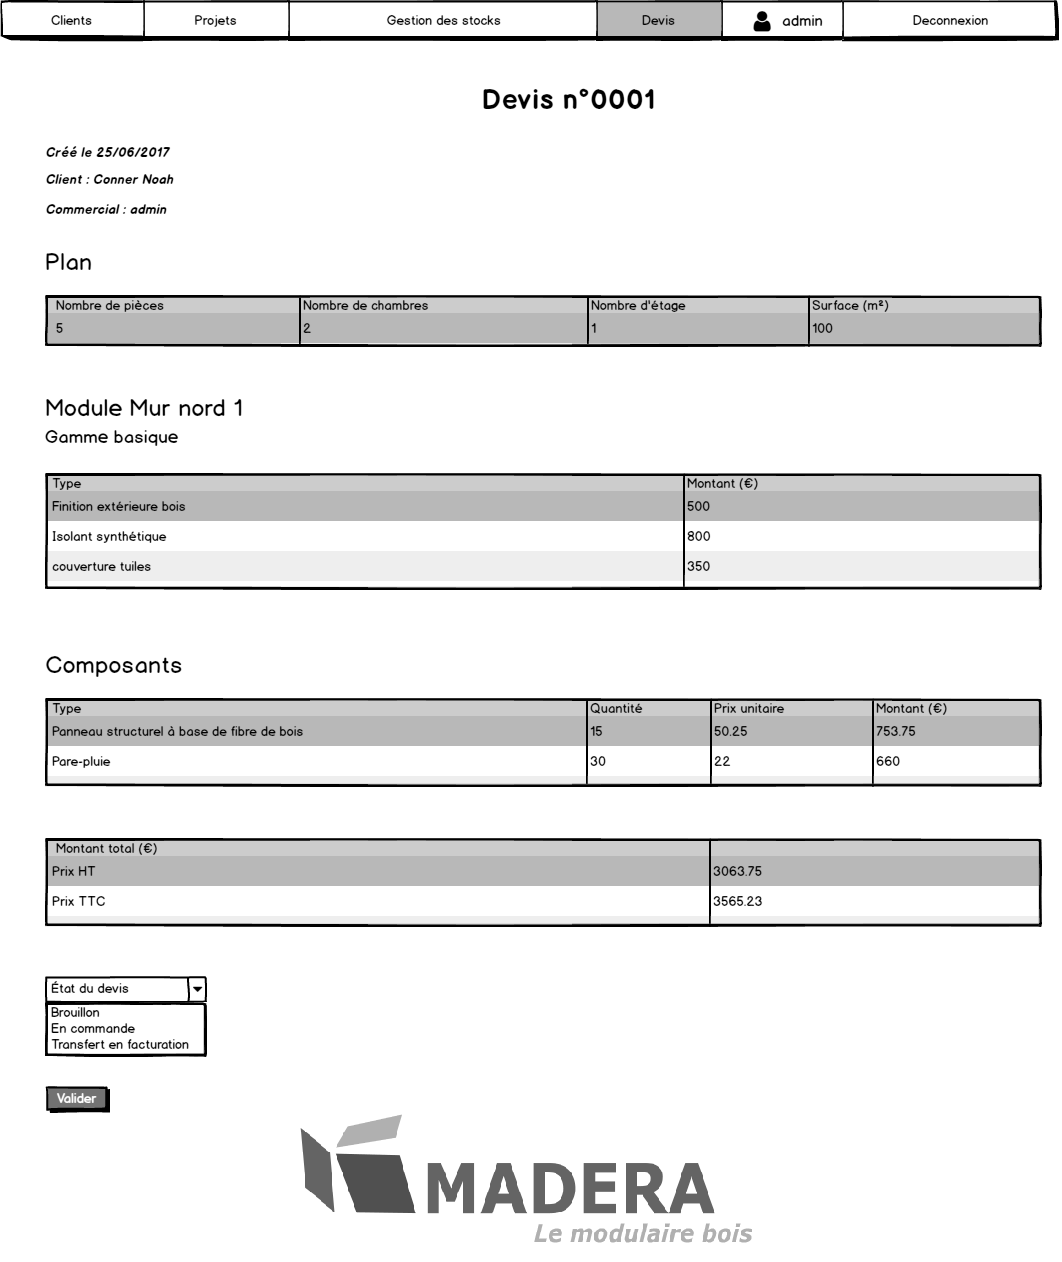 Clients Projets Gestion des stocks Devis admin Deconnexion
Devis n°0001
Créé le 25/06/2017
Client : Conner Noah
Commercial : admin
Plan
Nombre de pièces Nombre de chambres Nombre d'étage Surface (m²)
5 2 1 100
Module Mur nord 1
Gamme basique
Type Montant (€)
Finition extérieure bois 500
Isolant synthétique 800
couverture tuiles 350
Composants
Type Quantité Prix unitaire Montant (€)
Panneau structurel à base de fibre de bois 15 50.25 753.75
Pare-pluie 30 22 660
Montant total (€)
Prix HT 3063.75
Prix TTC 3565.23
État du devis
Brouillon
En commande
Transfert en facturation
Valider
MADERA
Le modulaire bois